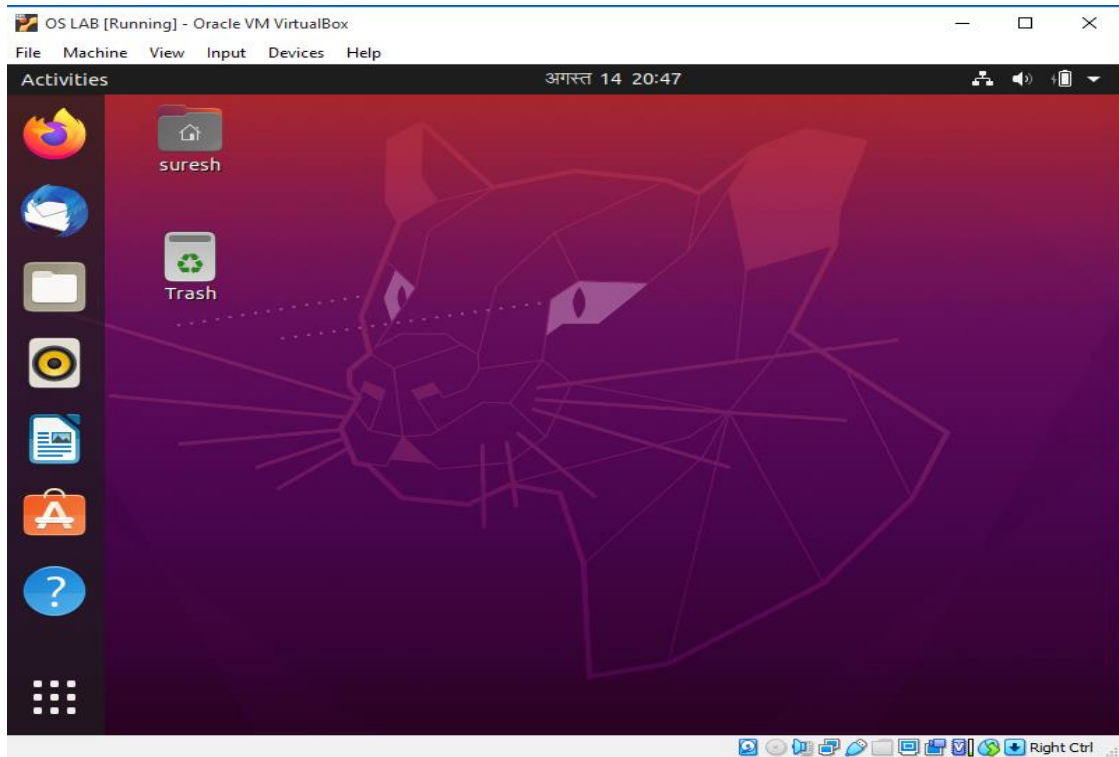 OS LAB [Running] - Oracle VM VirtualBox
File Machine View Input Devices Help
Activities अगस्त 14 20:47
suresh
Trash
Right Ctrl